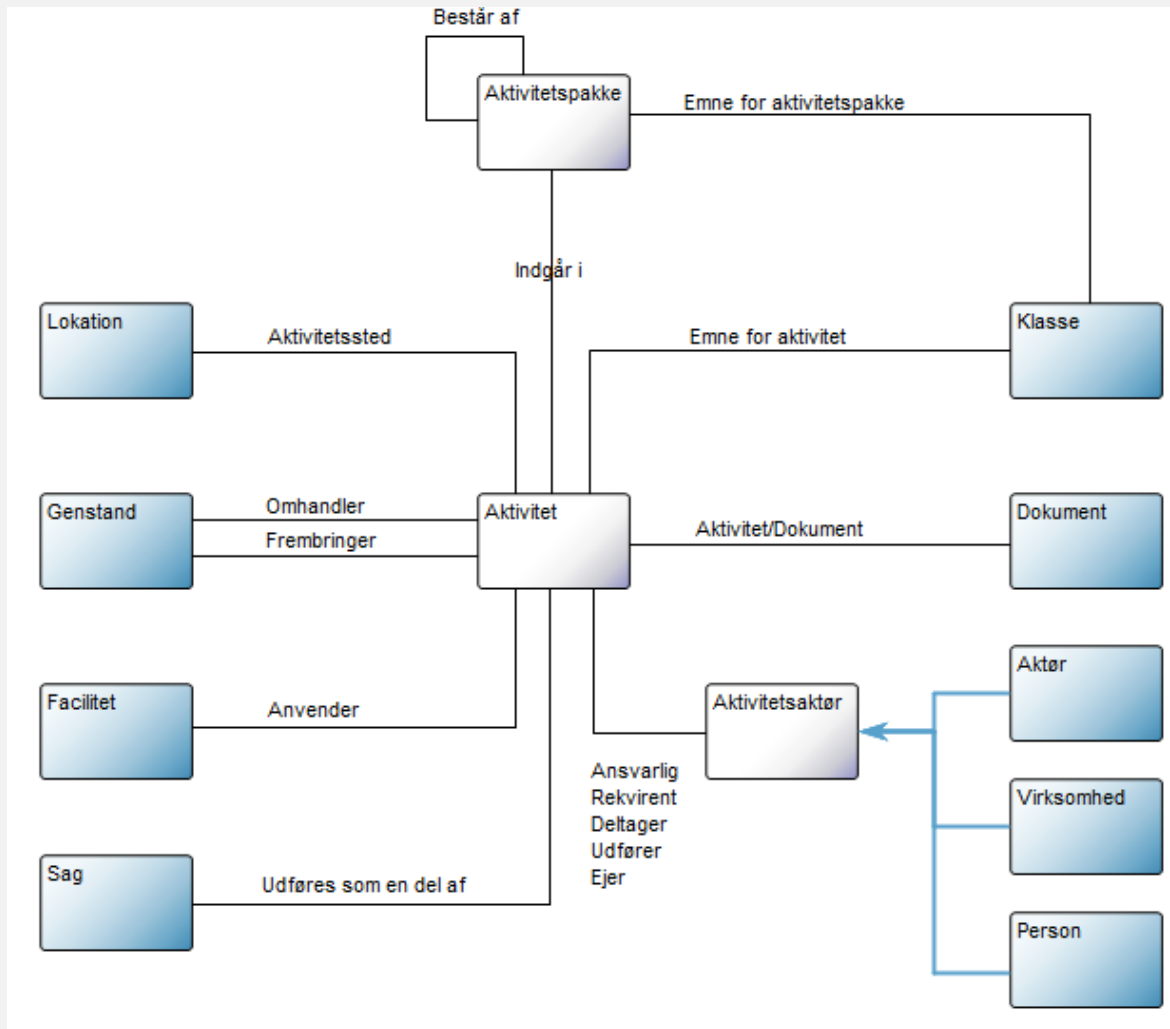 Består af
Aktivitetspakke
Emne for aktivitetspakke
Indgår i
Lokation
Aktivitetssted
Emne for aktivitet
Klasse
Genstand
Omhandler
Frembringer
Aktivitet
Aktivitet/Dokument
Dokument
Facilitet
Anvender
Aktivitetsaktør
Aktør
Ansvarlig
Rekvirent
Deltager
Udfører
Ejer
Virksomhed
Sag
Udføres som en del af
Person